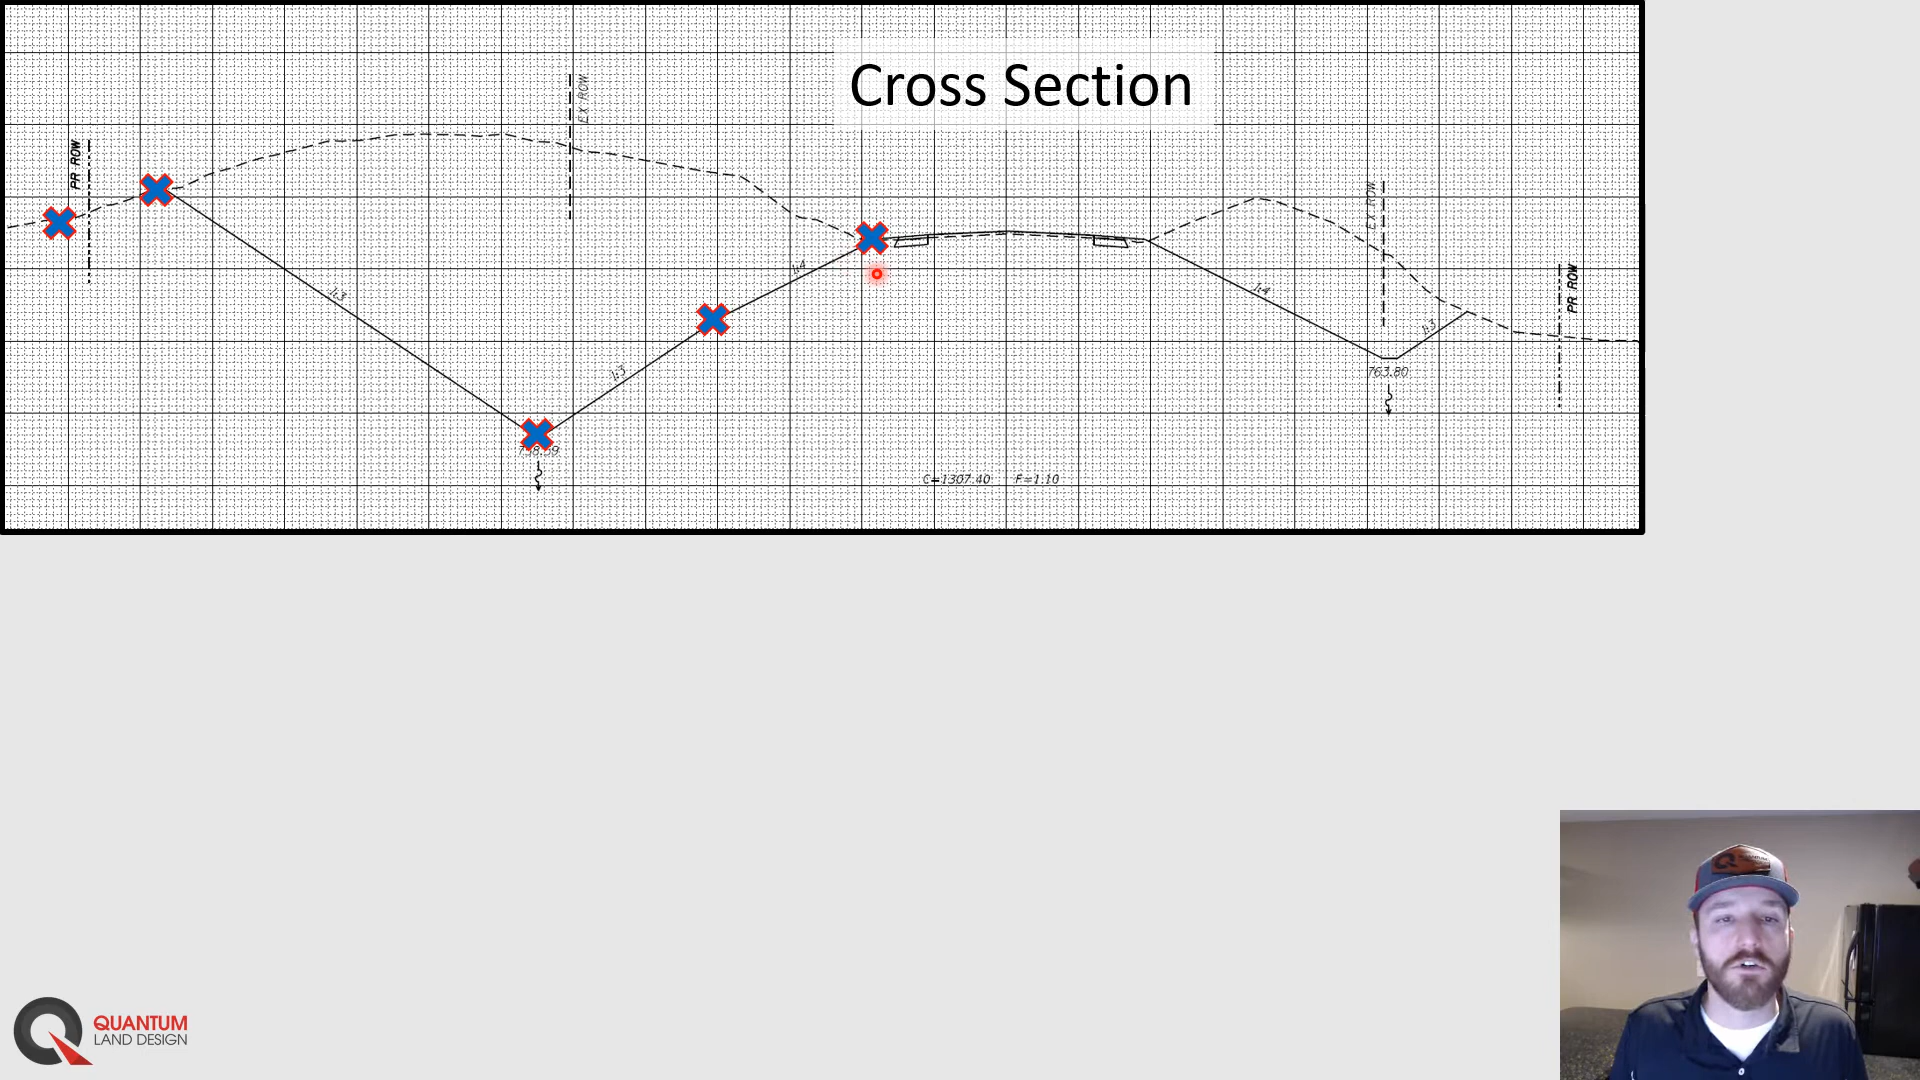 Cross Section
EX ROW
PR ROW
EX ROW
PR ROW
1:3
1:3
1:4
1:4
1:3
763.80
C=1307.40 F=1.10
QUANTUM
LAND DESIGN